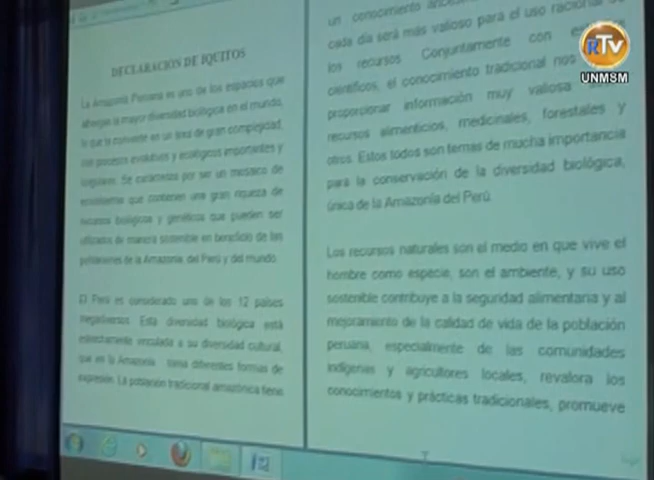 DECLARACIÓN DE IQUITOS
La Amazonía Peruana es uno de los espacios que
albergan la mayor diversidad biológica en el mundo,
lo que la convierte en un área de gran complejidad,
con procesos evolutivos y ecológicos importantes y
singulares. Se caracteriza por ser un mosaico de
ecosistemas que contienen una gran riqueza de
recursos biológicos y genéticos que pueden ser
utilizados de manera sostenible en beneficio de las
poblaciones de la Amazonía, del Perú y del mundo.
El Perú es considerado uno de los 12 países
megadiversos. Esta diversidad biológica está
estrechamente vinculada a su diversidad cultural,
que en la Amazonía toma diferentes formas de
expresión. La población tradicional amazónica tiene
un conocimiento
cada día será más valioso para el uso racional
los recursos. Conjuntamente con
científicos, el conocimiento tradicional nos
proporcionar información muy valiosa
recursos alimenticios, medicinales, forestales y
otros. Estos todos son temas de mucha importancia
para la conservación de la diversidad biológica,
única de la Amazonía del Perú.
Los recursos naturales son el medio en que vive el
hombre como especie, son el ambiente, y su uso
sostenible contribuye a la seguridad alimentaria y al
mejoramiento de la calidad de vida de la población
peruana, especialmente de las comunidades
indígenas y agricultores locales, revalora los
conocimientos y prácticas tradicionales, promueve
RTV
UNMSM